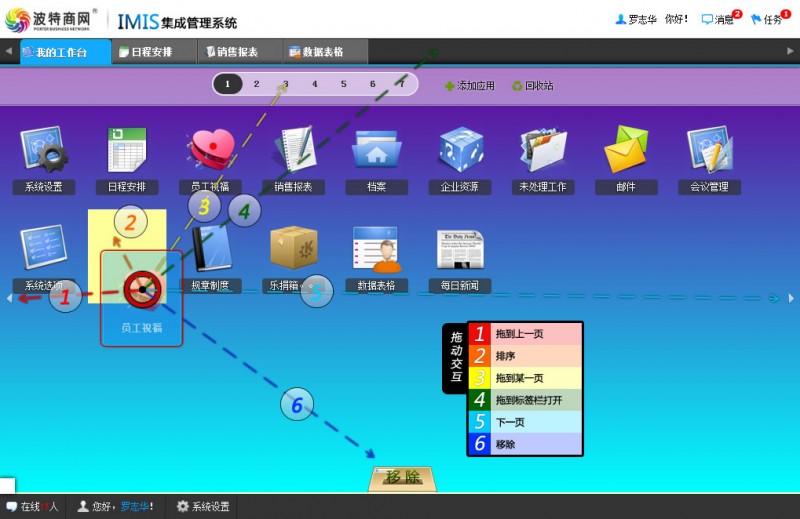 波特商网®
PORTER BUSINESS NETWORK
IMIS集成管理系统
罗志华 你好! 消息 2 任务 1
我的工作台 日程安排 销售报表 数据表格
1 2 3 4 5 6 7 添加应用 回收站
系统设置 日程安排 员工祝福 销售报表 档案 企业资源 未处理工作 邮件 会议管理
2 3 4
The Daily News
系统选项 规章制度 乐捐箱 数据表格 每日新闻
1 5
员工祝福
拖动交互
1 拖到上一页
2 排序
3 拖到某一页
4 拖到标签栏打开
5 下一页
6 移除
6
移除
在线 人 您好，罗志华! 系统设置